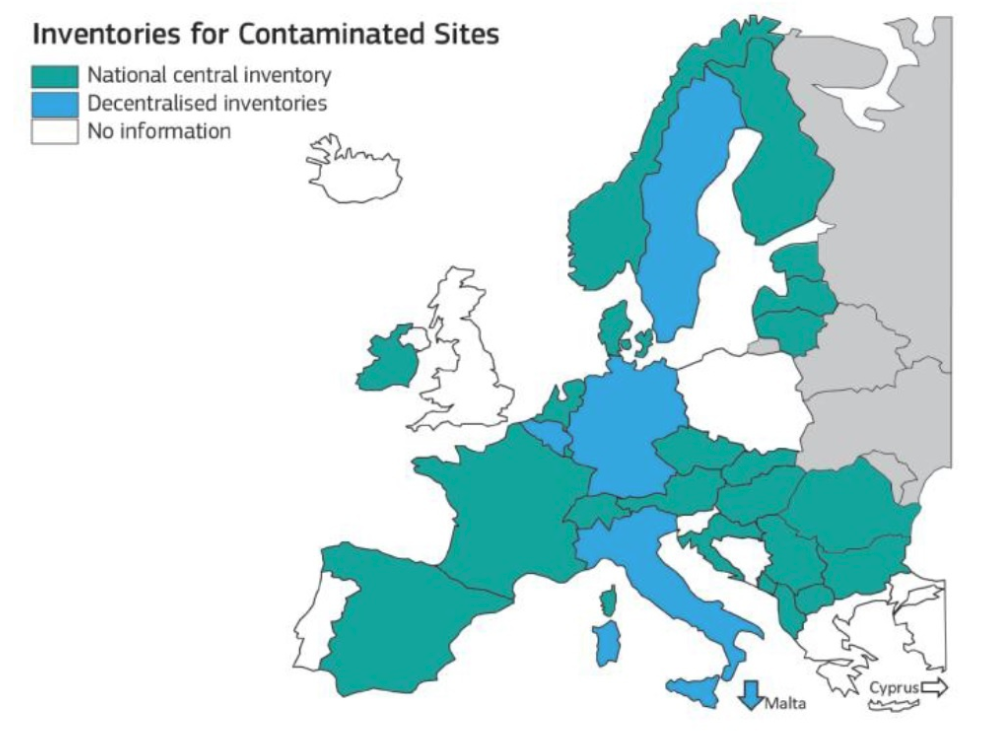 Inventories for Contaminated Sites
National central inventory
Decentralised inventories
No information
Cyprus
Malta